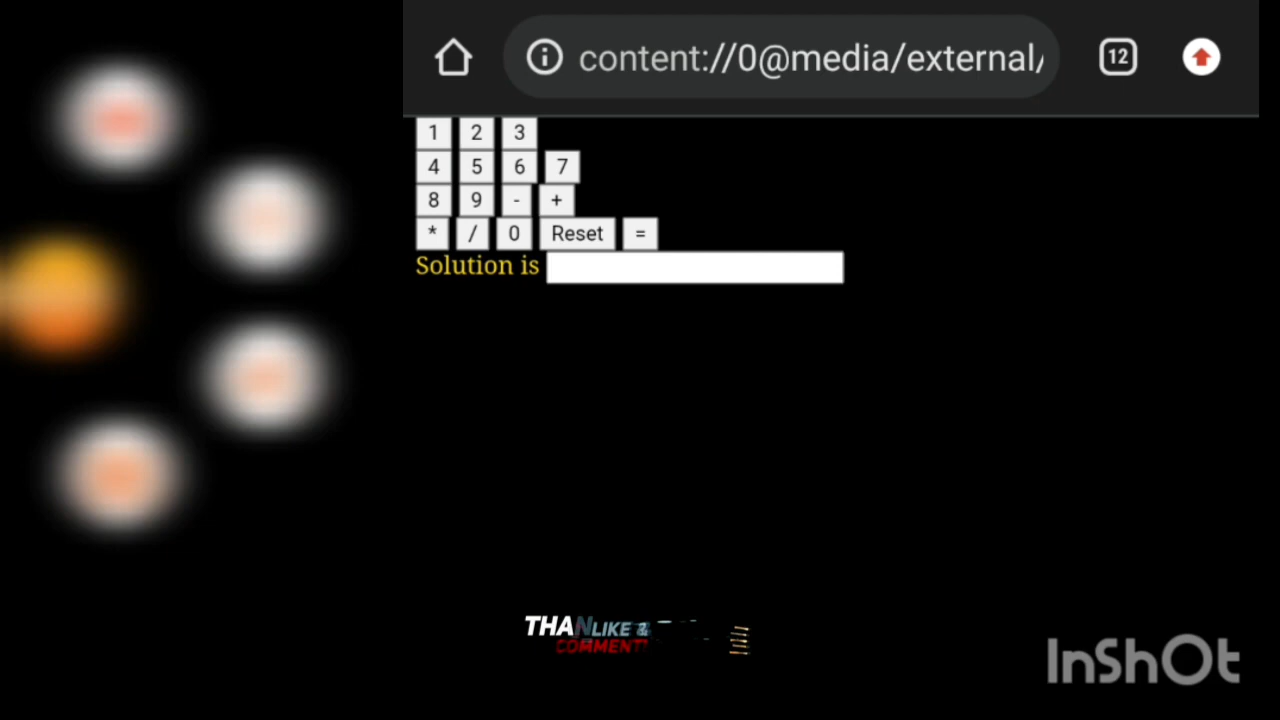 content://0@media/external/
12
1 2 3
4 5 6 7
8 9 - +
* / 0 Reset =
Solution is
THAN LIKE &
COMMENT!
InShOt